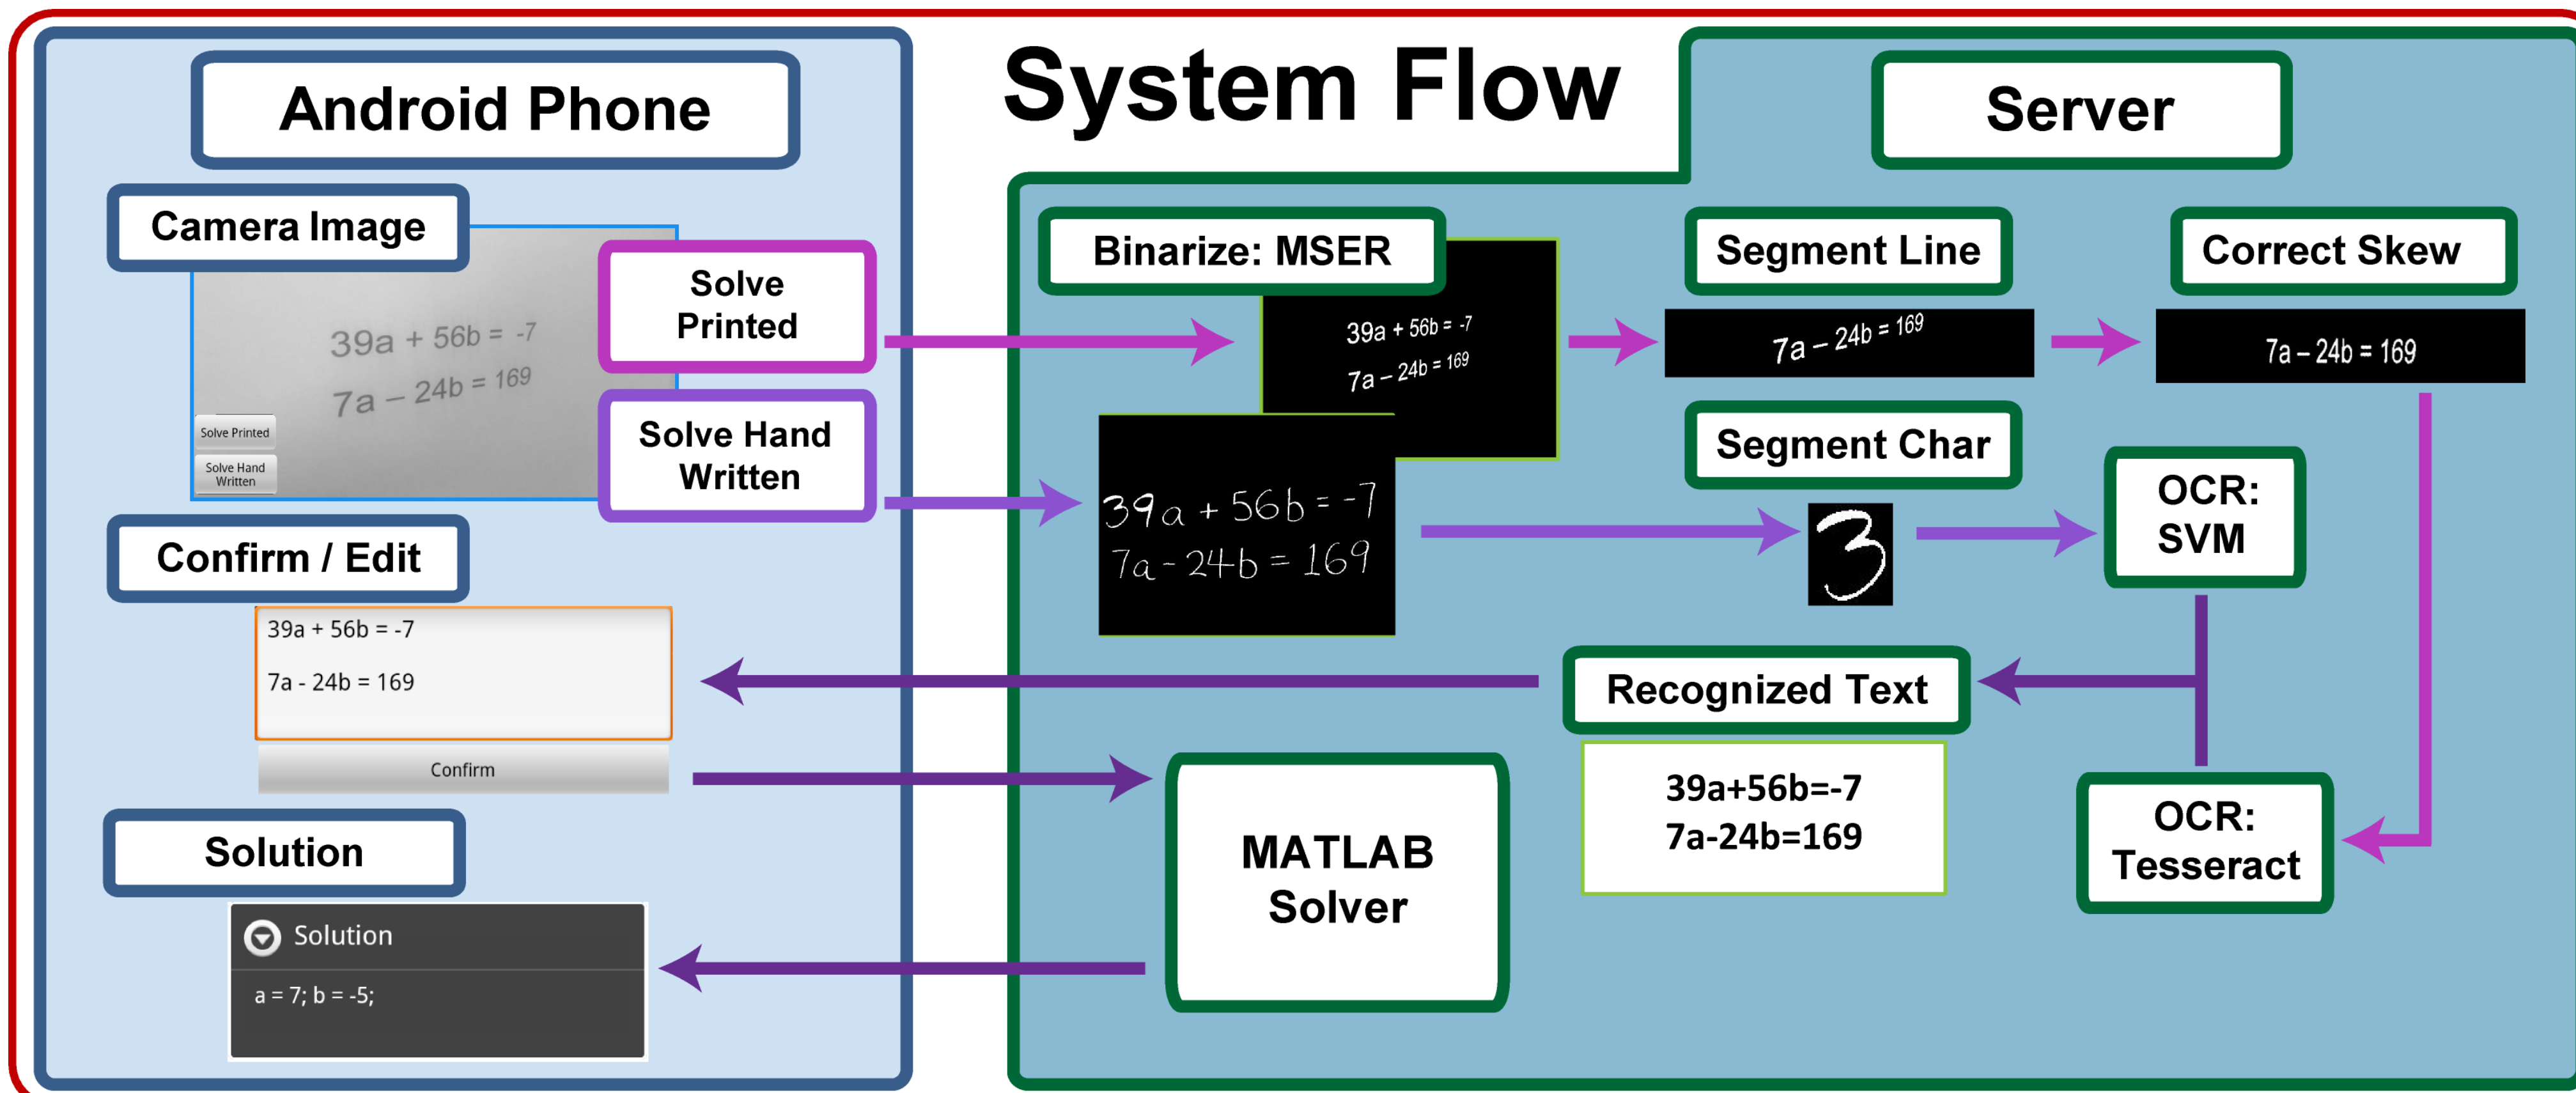 System Flow
Android Phone
Camera Image
39a + 56b = -7
7a – 24b = 169
Solve Printed
Solve Hand
Written
Solve
Printed
Solve Hand
Written
Confirm / Edit
39a + 56b = -7
7a - 24b = 169
Confirm
Solution
Solution
a = 7; b = -5;
Server
Binarize: MSER
39a + 56b = -7
7a – 24b = 169
39a + 56b = -7
7a - 24b = 169
Segment Line
7a – 24b = 169
Correct Skew
7a – 24b = 169
Segment Char
3
OCR:
SVM
Recognized Text
39a+56b=-7
7a-24b=169
OCR:
Tesseract
MATLAB
Solver